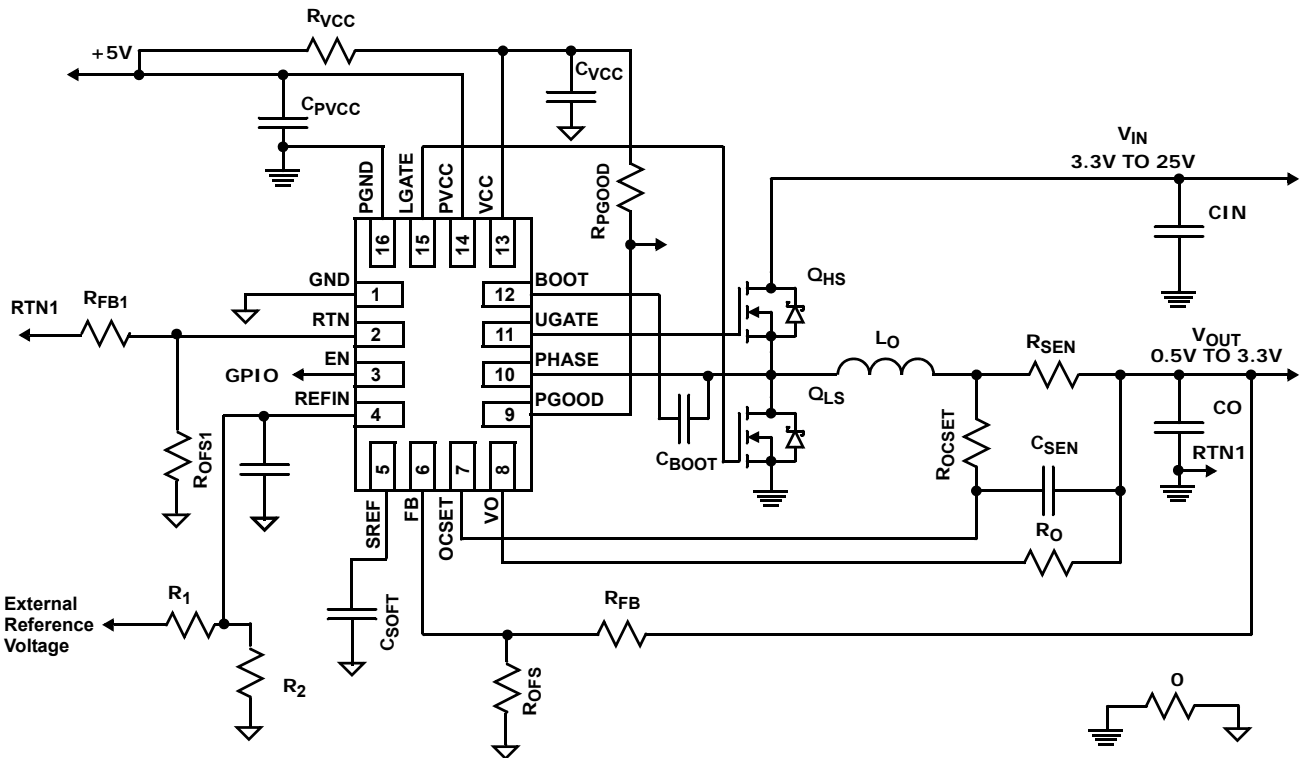 RVCC
+5V
CVCC
CPVCC
VIN
3.3V TO 25V
PGND
LGATE
PVCC
VCC
RPGOOD
CIN
16
15
14
13
GND
1
12
BOOT
QHS
RTN1
RFB1
RTN
2
11
UGATE
LO
RSEN
VOUT
0.5V TO 3.3V
GPIO
EN
3
10
PHASE
QLS
REFIN
4
9
PGOOD
CO
ROFS1
5
6
7
8
CBOOT
ROCSET
CSEN
RTN1
SREF
FB
OCSET
VO
RO
External
Reference
Voltage
R1
CSOFT
RFB
R2
ROFS
0